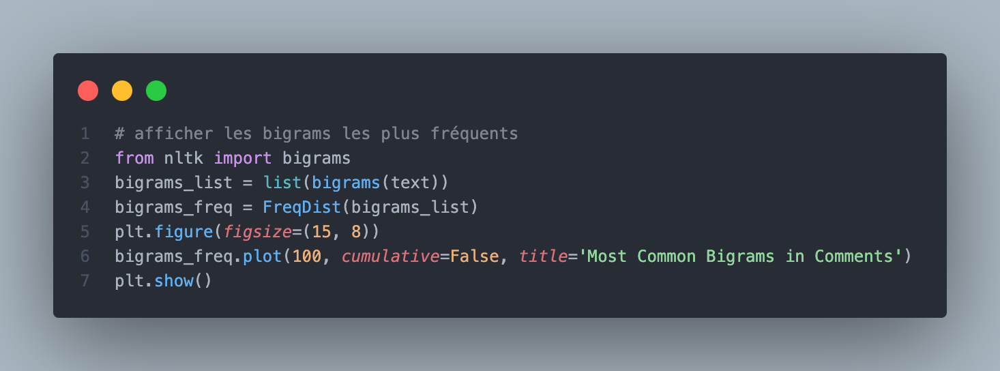 1 # afficher les bigrams les plus fréquents
2 from nltk import bigrams
3 bigrams_list = list(bigrams(text))
4 bigrams_freq = FreqDist(bigrams_list)
5 plt.figure(figsize=(15, 8))
6 bigrams_freq.plot(100, cumulative=False, title='Most Common Bigrams in Comments')
7 plt.show()